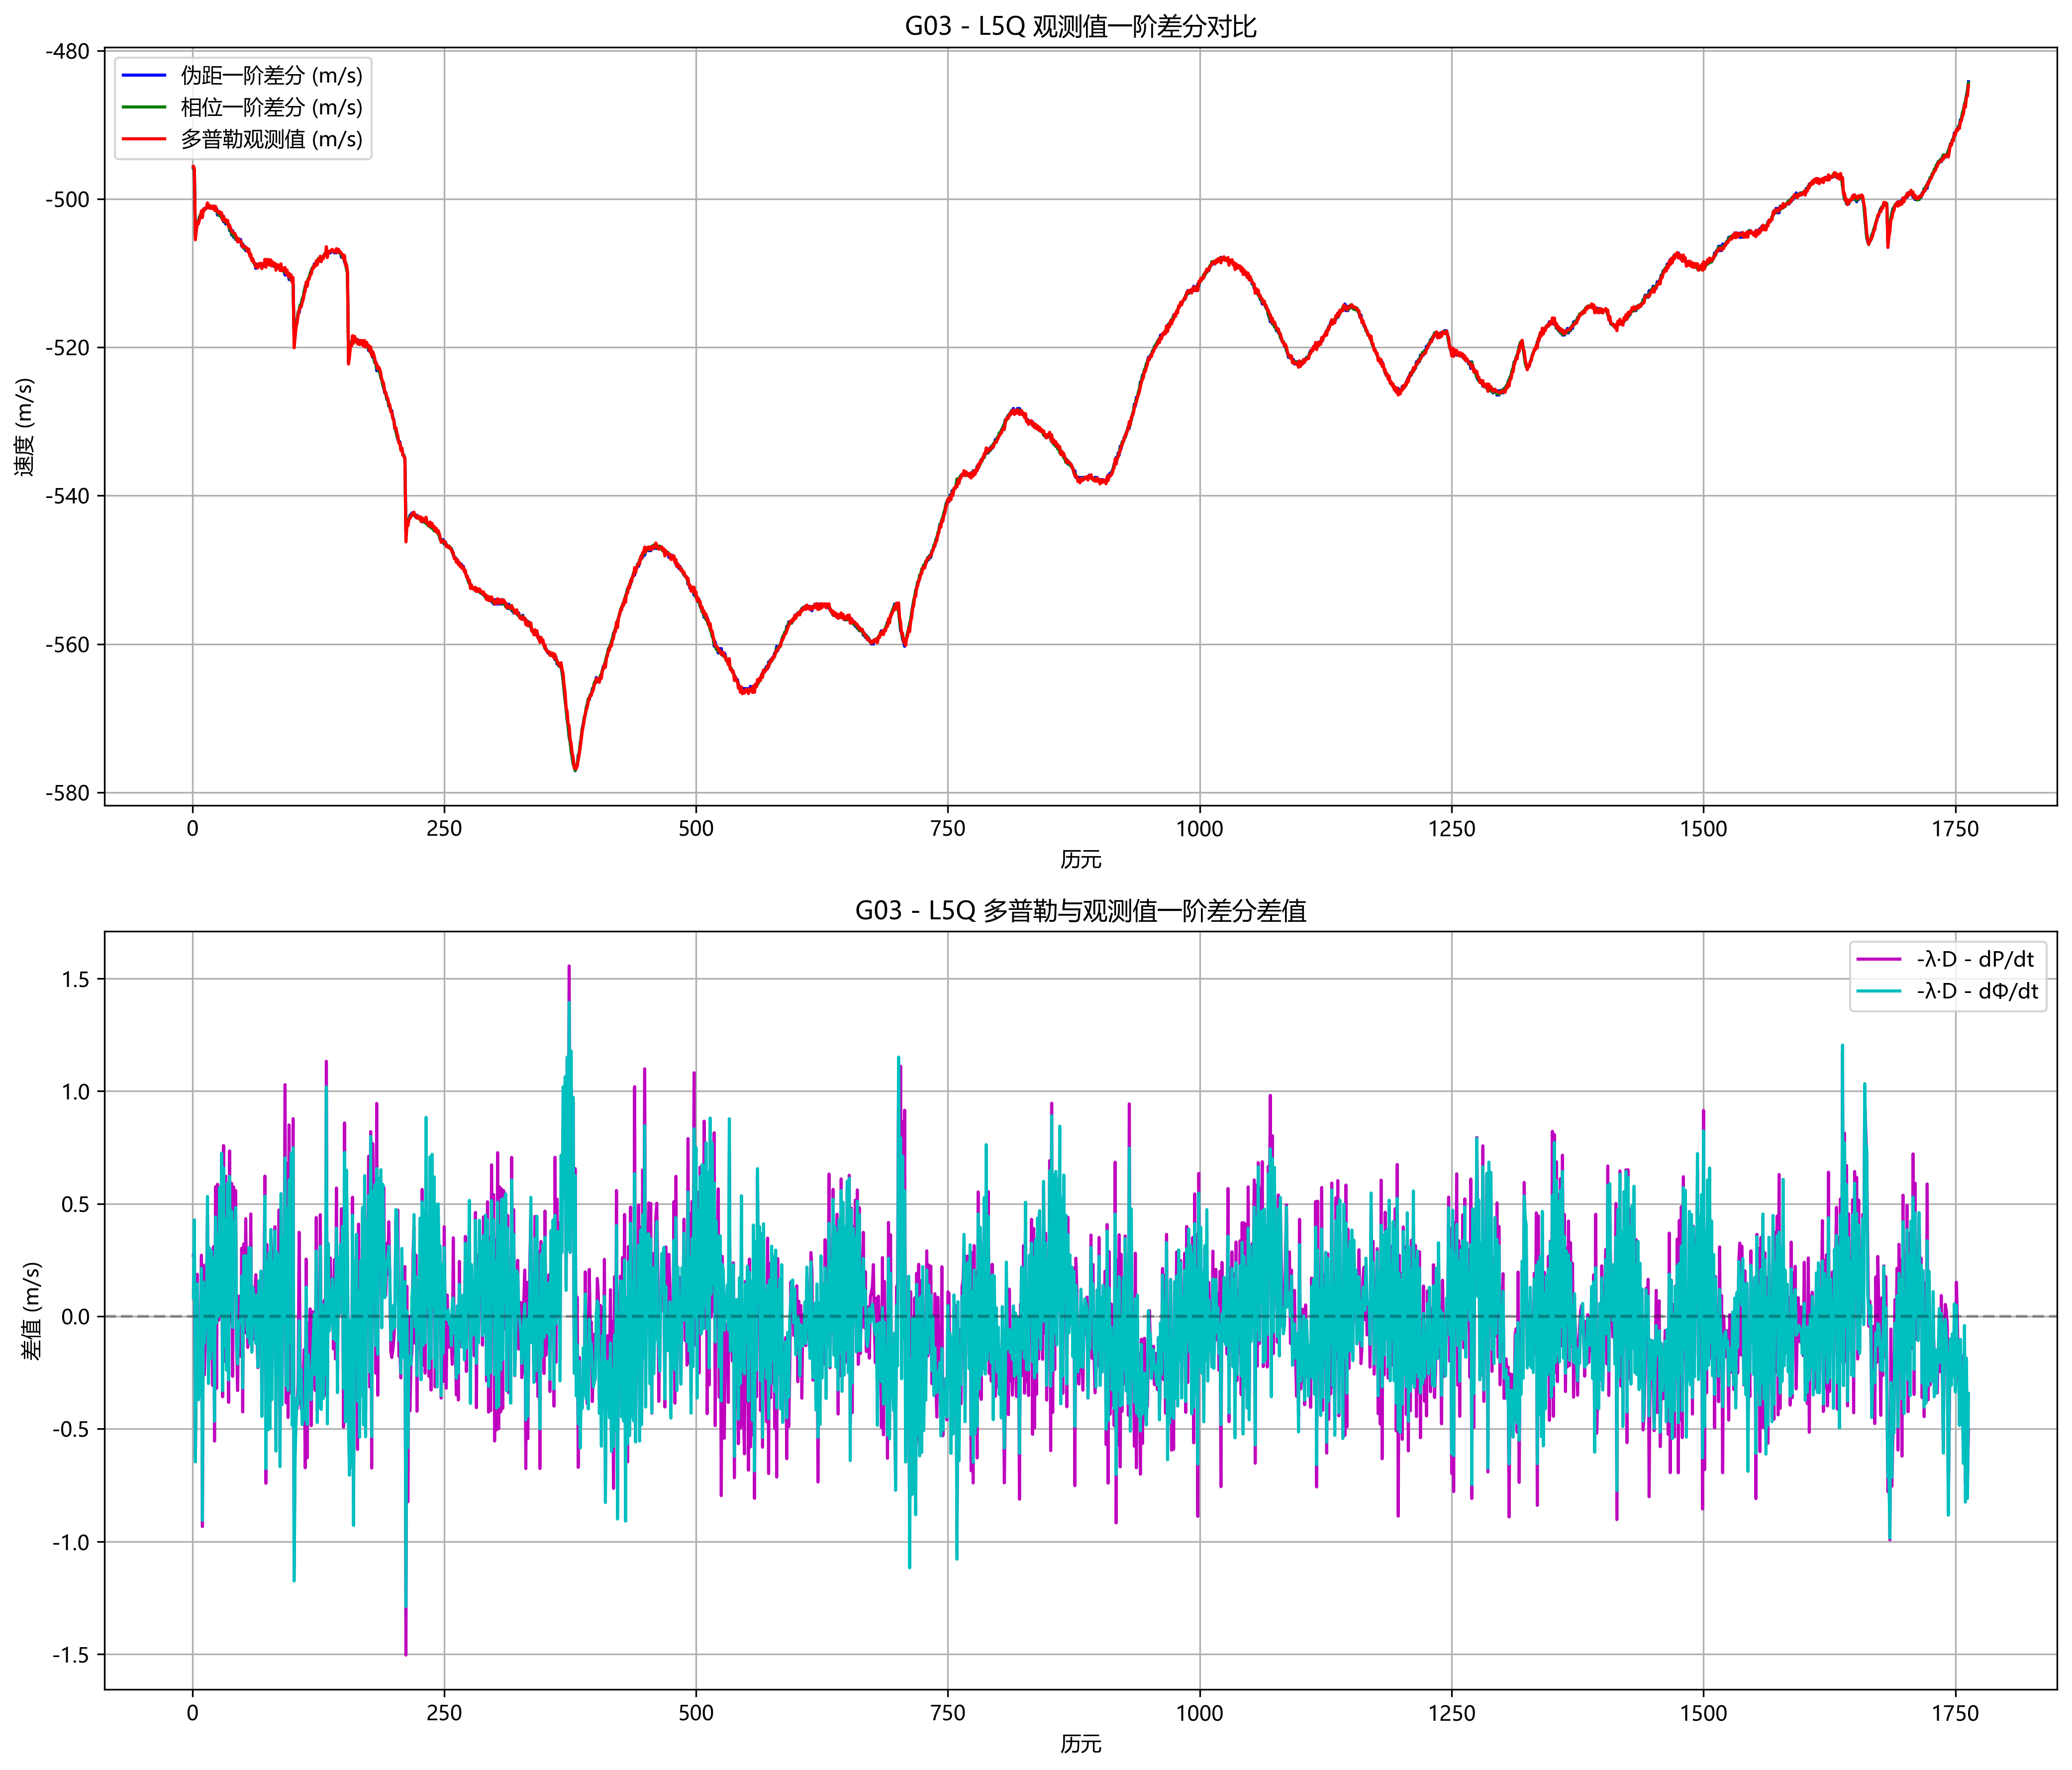 G03 - L5Q 观测值一阶差分对比
伪距一阶差分 (m/s)
相位一阶差分 (m/s)
多普勒观测值 (m/s)
速度 (m/s)
-480
-500
-520
-540
-560
-580
0 250 500 750 1000 1250 1500 1750
历元
G03 - L5Q 多普勒与观测值一阶差分差值
-λ·D - dP/dt
-λ·D - dΦ/dt
差值 (m/s)
1.5
1.0
0.5
0.0
-0.5
-1.0
-1.5
0 250 500 750 1000 1250 1500 1750
历元